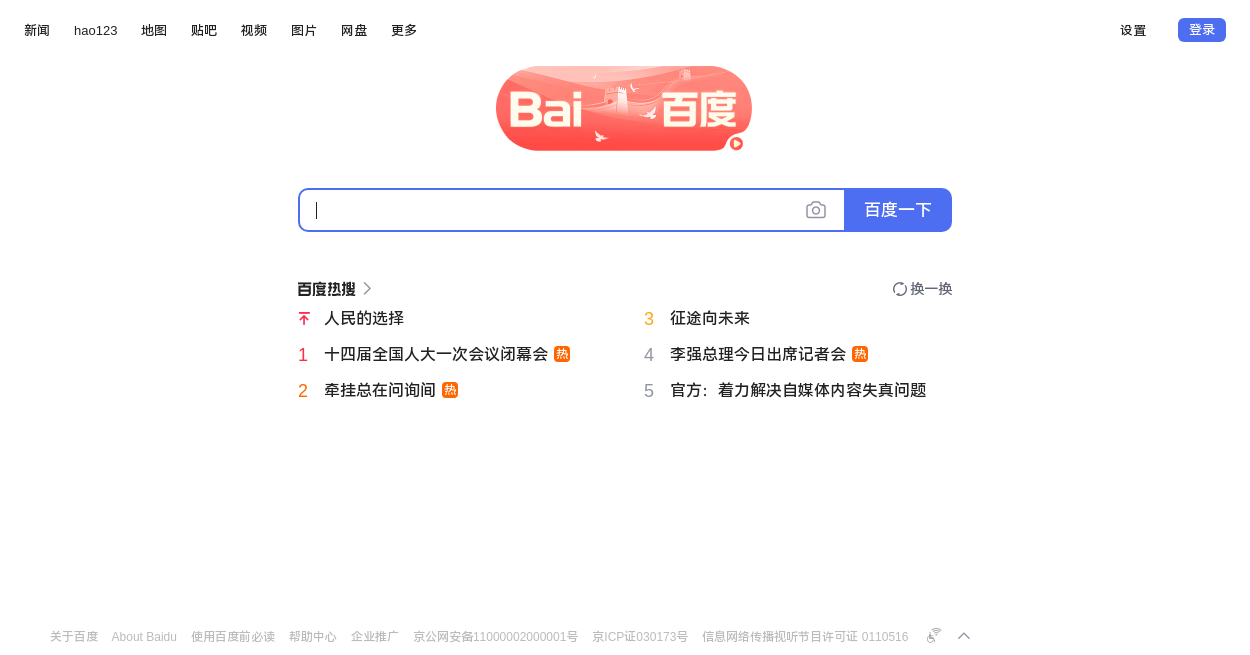 新闻 hao123 地图 贴吧 视频 图片 网盘 更多 设置 登录
Bai 百度
百度一下
百度热搜 换一换
人民的选择
1 十四届全国人大一次会议闭幕会 热
2 牵挂总在问询间 热
3 征途向未来
4 李强总理今日出席记者会 热
5 官方：着力解决自媒体内容失真问题
关于百度 About Baidu 使用百度前必读 帮助中心 企业推广 京公网安备11000002000001号 京ICP证030173号 信息网络传播视听节目许可证 0110516